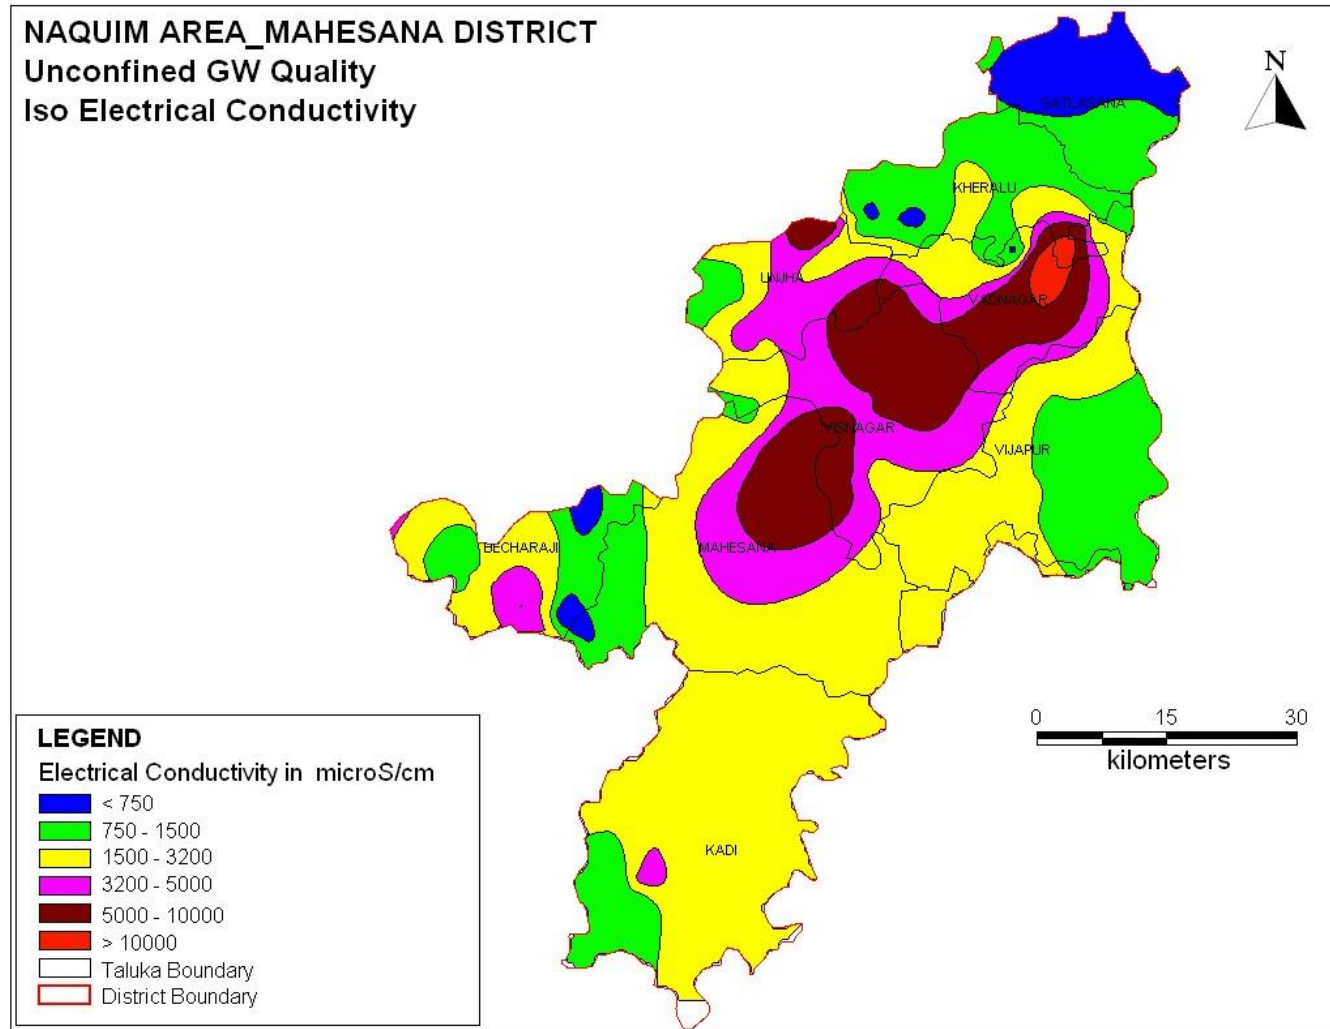 NAQUIM AREA_MAHESANA DISTRICT
Unconfined GW Quality
Iso Electrical Conductivity
N
SATLASANA
KHERALU
UNJHA
VADNAGAR
VISNAGAR
VIJAPUR
BECHARAJI
MAHESANA
KADI
0 15 30
kilometers
LEGEND
Electrical Conductivity in microS/cm
< 750
750 - 1500
1500 - 3200
3200 - 5000
5000 - 10000
> 10000
Taluka Boundary
District Boundary